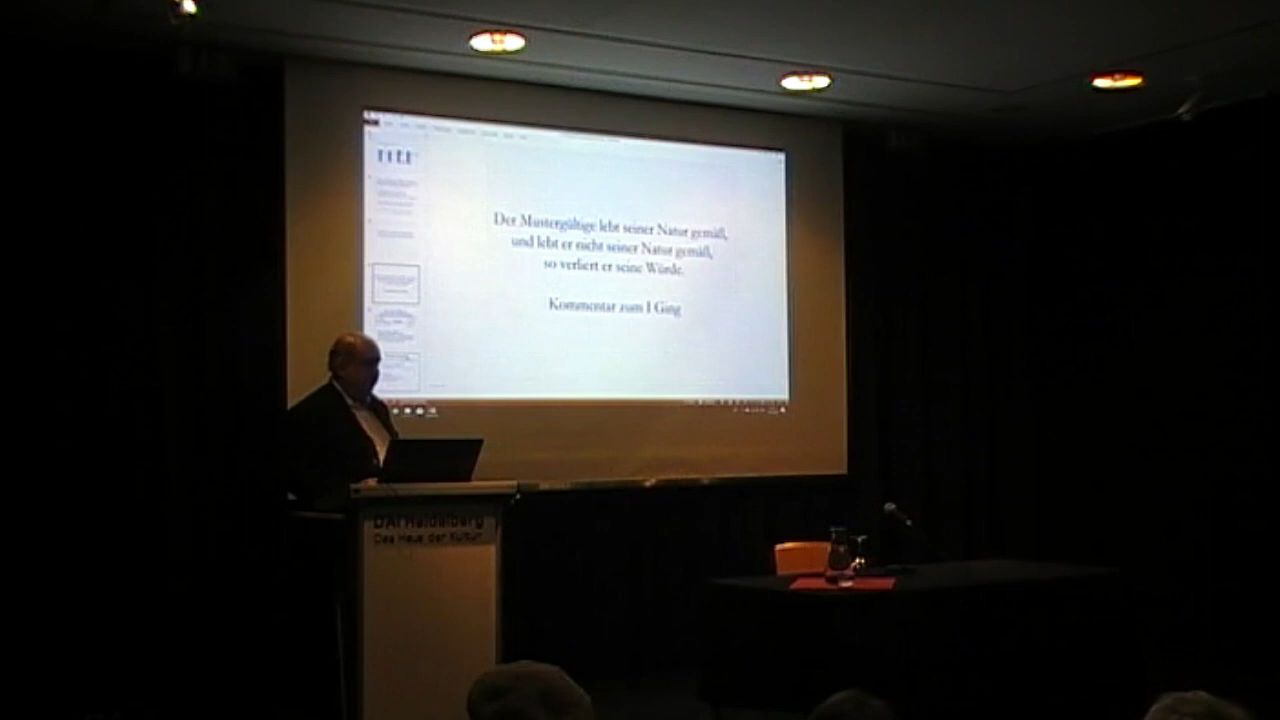 Der Mustergültige lebt seiner Natur gemäß,
und lebt er nicht seiner Natur gemäß,
so verliert er seine Würde.
Kommentar zum I Ging
DAI Heidelberg
Das Haus der Kultur